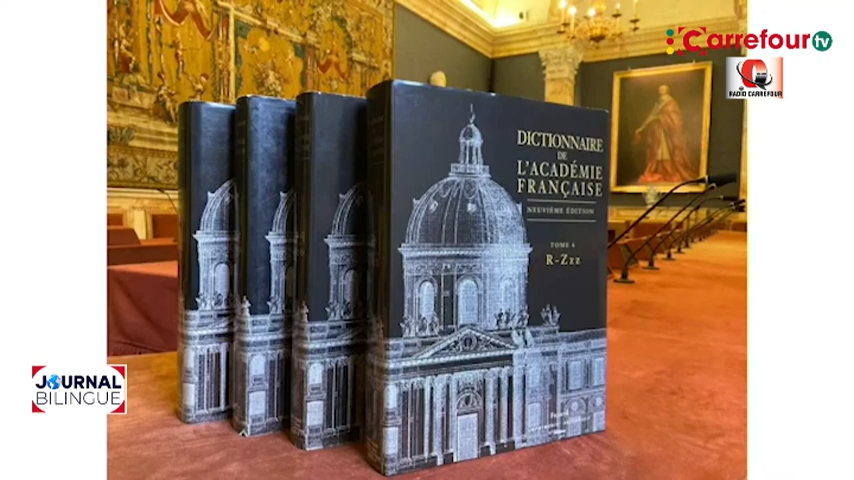 Carrefour tv
RADIO CARREFOUR
DICTIONNAIRE
DE
L'ACADÉMIE
FRANÇAISE
NEUVIÈME ÉDITION
TOME 4
R-Zzz
JOURNAL
BILINGUE